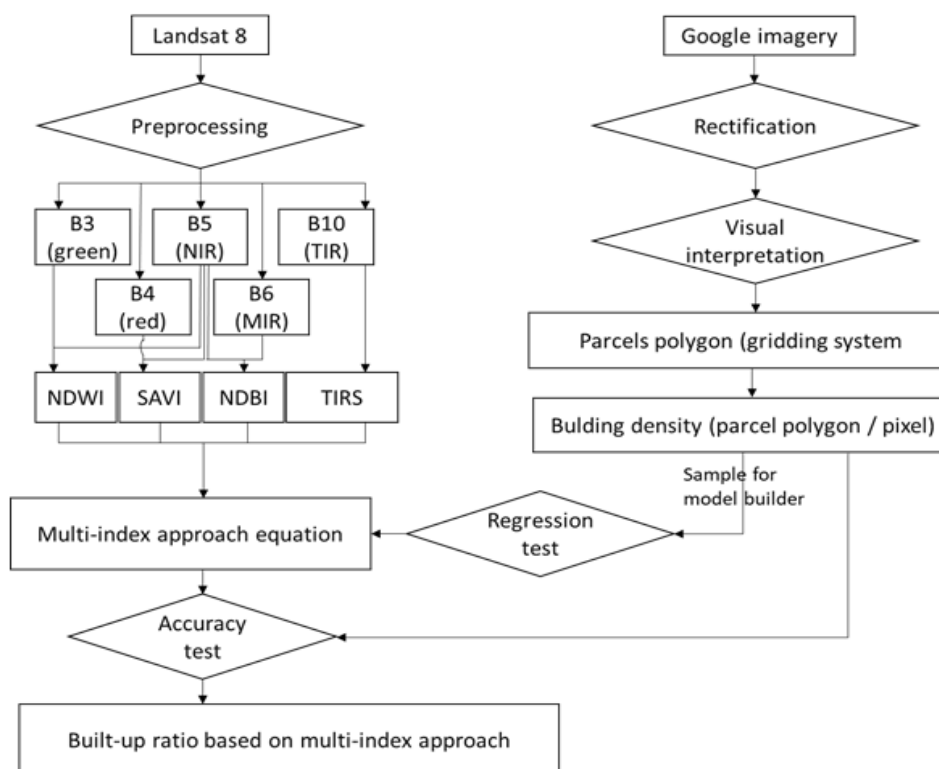 Landsat 8
Google imagery
Preprocessing
Rectification
B3
(green)
B5
(NIR)
B10
(TIR)
Visual
interpretation
B4
(red)
B6
(MIR)
Parcels polygon (gridding system
NDWI
SAVI
NDBI
TIRS
Bulding density (parcel polygon / pixel)
Sample for
model builder
Multi-index approach equation
Regression
test
Accuracy
test
Built-up ratio based on multi-index approach